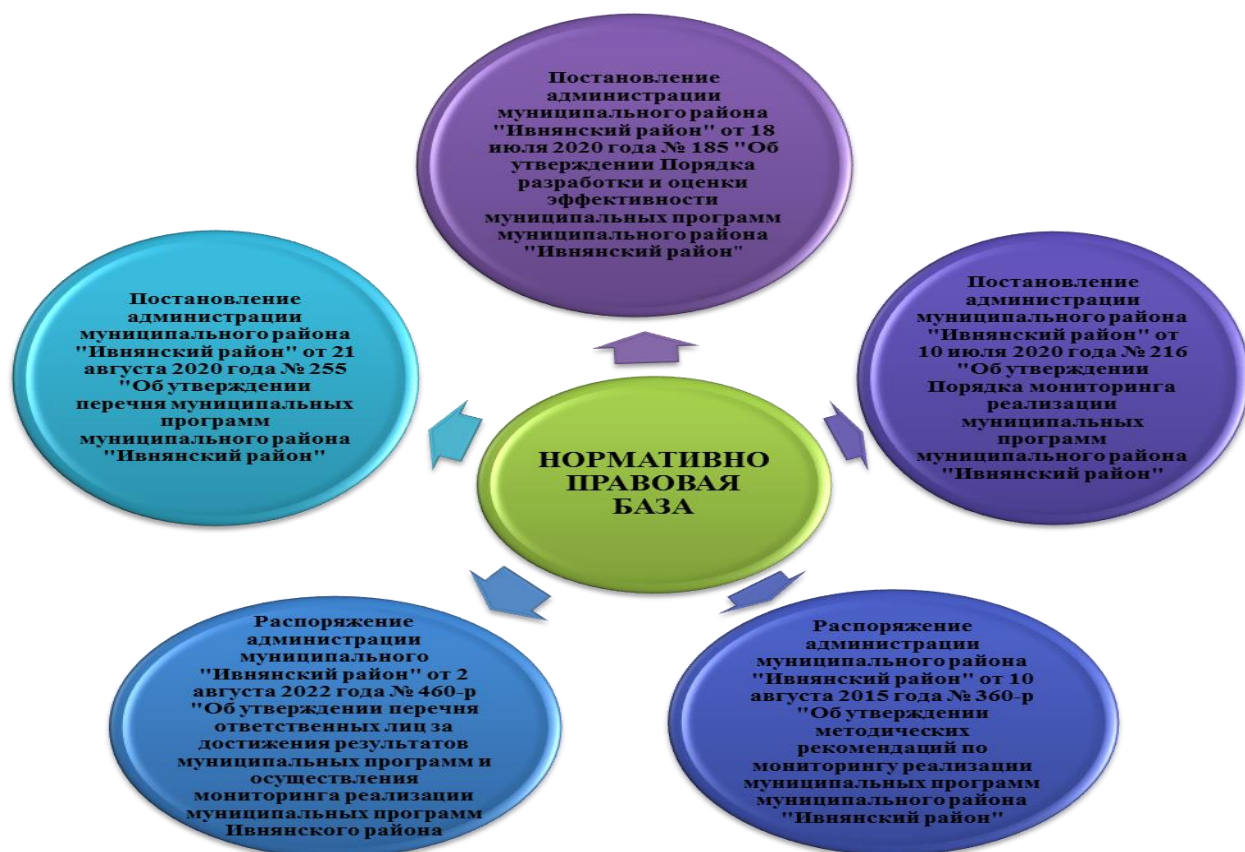 Постановление
администрации
муниципального района
"Ивнянский район" от 18
июля 2020 года № 185 "Об
утверждении Порядка
разработки и оценки
эффективности
муниципальных программ
муниципального района
"Ивнянский район"
Постановление
администрации
муниципального района
"Ивнянский район" от 21
августа 2020 года № 255
"Об утверждении
перечня муниципальных
программ
муниципального района
"Ивнянский район"
Постановление
администрации
муниципального района
"Ивнянский район" от
10 июля 2020 года № 216
"Об утверждении
Порядка мониторинга
реализации
муниципальных
программ
муниципального района
"Ивнянский район"
НОРМАТИВНО
ПРАВОВАЯ
БАЗА
Распоряжение
администрации
муниципального
"Ивнянский район" от 2
августа 2022 года № 460-р
"Об утверждении перечня
ответственных лиц за
достижения результатов
муниципальных программ и
осуществления
мониторинга реализации
муниципальных программ
Ивнянского района
Распоряжение
администрации
муниципального района
"Ивнянский район" от 10
августа 2015 года № 360-р
"Об утверждении
методических
рекомендаций по
мониторингу реализации
муниципальных программ
муниципального района
"Ивнянский район"